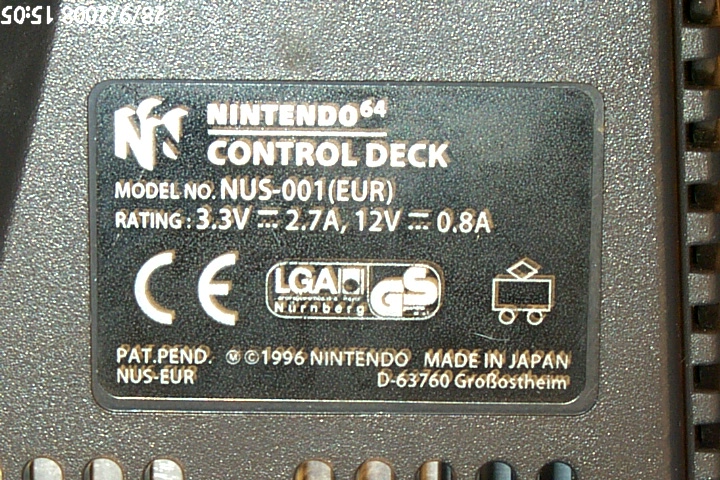 28/9/2008 15:05
NINTENDO64
CONTROL DECK
MODEL NO. NUS-001(EUR)
RATING : 3.3V ⎓ 2.7A, 12V ⎓ 0.8A
CE
LGA
Nürnberg
GS
PAT.PEND. Ⓜ©1996 NINTENDO MADE IN JAPAN
NUS-EUR D-63760 Großostheim